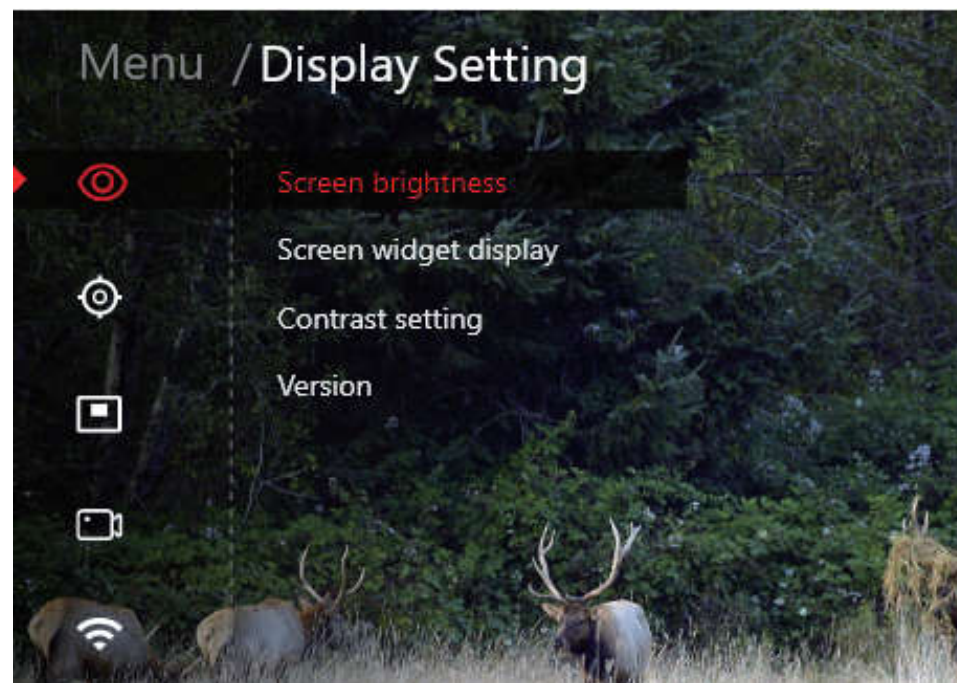 Menu / Display Setting
Screen brightness
Screen widget display
Contrast setting
Version